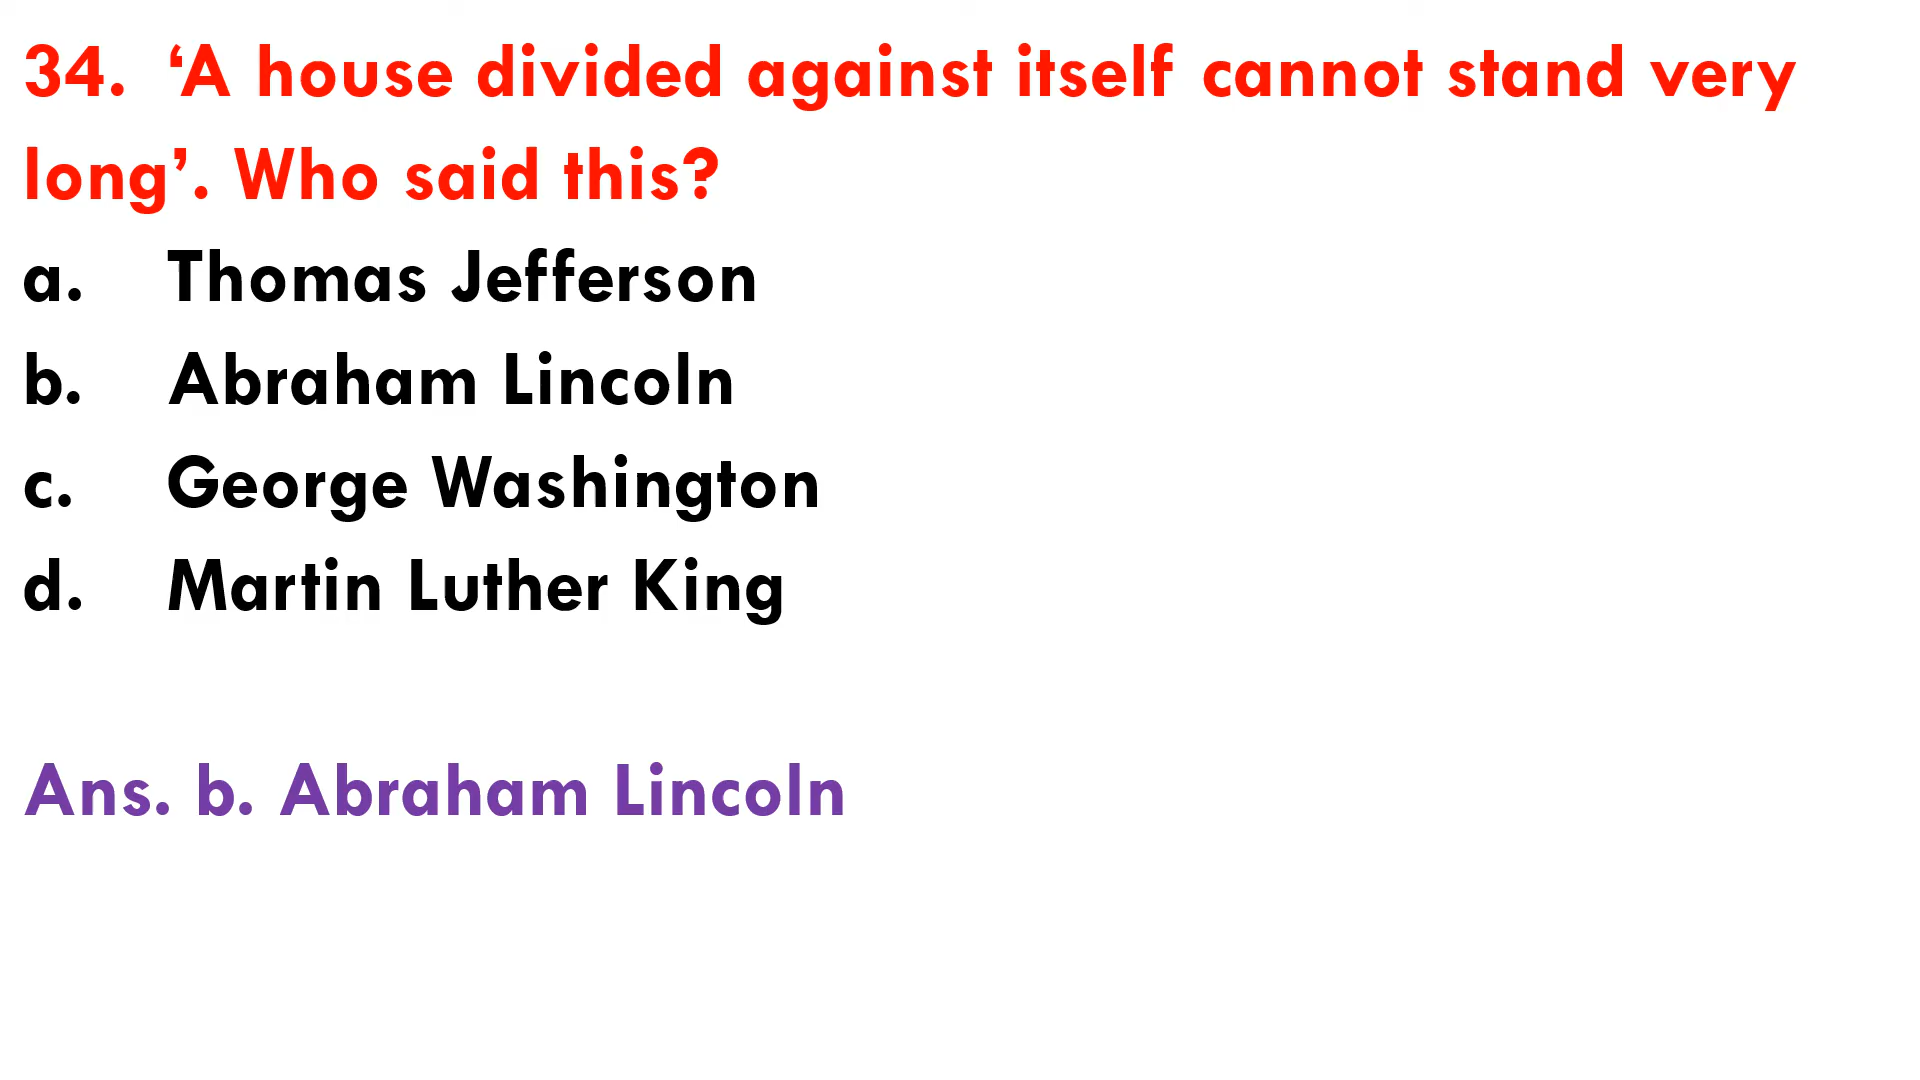 34. ‘A house divided against itself cannot stand very
long’. Who said this?
a. Thomas Jefferson
b. Abraham Lincoln
c. George Washington
d. Martin Luther King
Ans. b. Abraham Lincoln